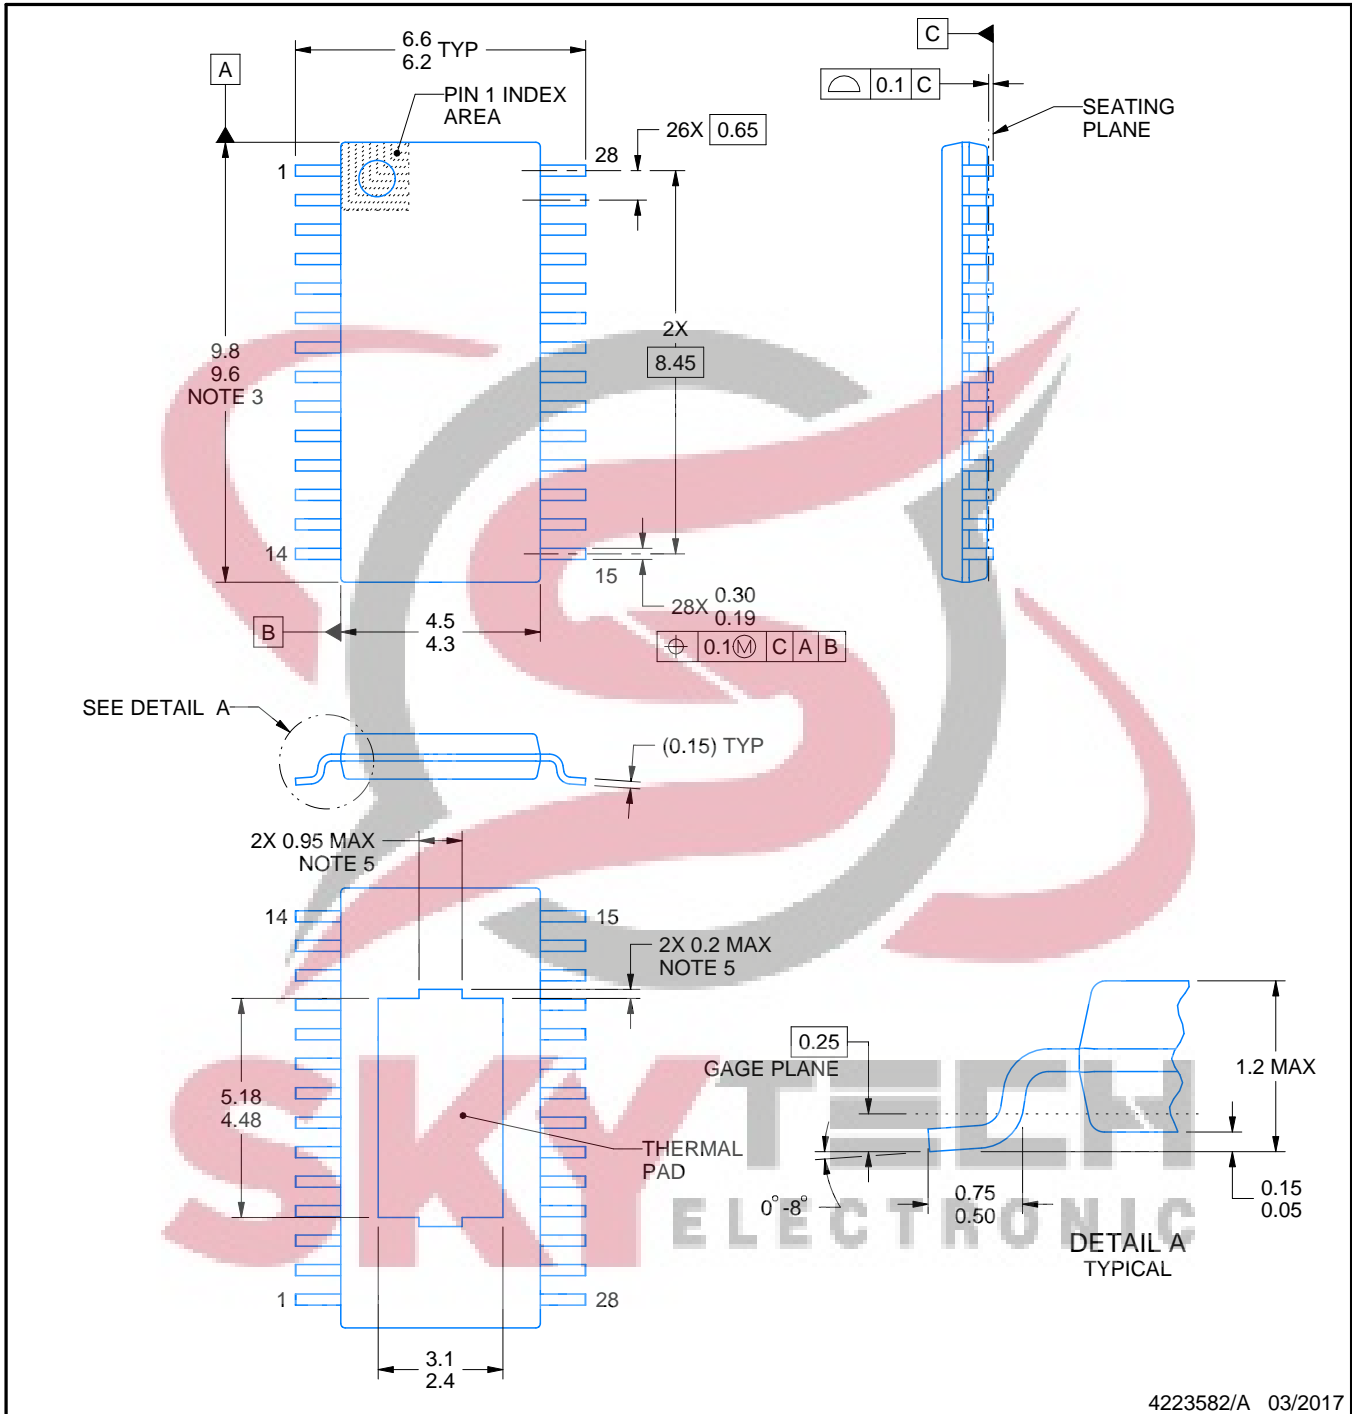 6.6
6.2 TYP
C
A
0.1 C
PIN 1 INDEX
AREA
SEATING
PLANE
26X 0.65
1
28
2X
8.45
9.8
9.6
NOTE 3
14
15
28X 0.30
0.19
0.1 Ⓜ C A B
B
4.5
4.3
SEE DETAIL A
(0.15) TYP
2X 0.95 MAX
NOTE 5
14
15
2X 0.2 MAX
NOTE 5
0.25
GAGE PLANE
1.2 MAX
5.18
4.48
THERMAL
PAD
0°-8°
0.75
0.50
0.15
0.05
DETAIL A
TYPICAL
1
28
3.1
2.4
SKY TECH
ELECTRONIC
4223582/A 03/2017